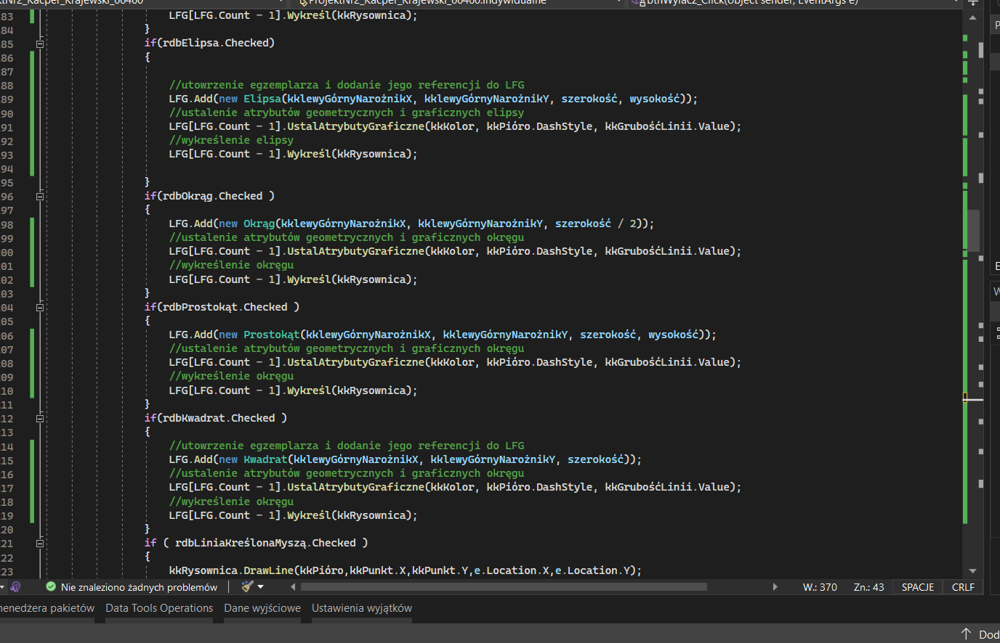 ktNr2_Kacper_Krajewski_66400
ProjektNr2_Kacper_Krajewski_66400.Indywidualne
btnWyłacz_Click(object sender, EventArgs e)
183 LFG[LFG.Count - 1].Wykreśl(kkRysownica);
84 }
85 if(rdbElipsa.Checked)
86 {
87
88 //utowrzenie egzemplarza i dodanie jego referencji do LFG
89 LFG.Add(new Elipsa(kklewyGórnyNarożnikX, kklewyGórnyNarożnikY, szerokość, wysokość));
90 //ustalenie atrybutów geometrycznych i graficznych elipsy
91 LFG[LFG.Count - 1].UstalAtrybutyGraficzne(kkKolor, kkPióro.DashStyle, kkGrubośćLinii.Value);
92 //wykreślenie elipsy
93 LFG[LFG.Count - 1].Wykreśl(kkRysownica);
94
95 }
96 if(rdbOkrąg.Checked )
97 {
98 LFG.Add(new Okrąg(kklewyGórnyNarożnikX, kklewyGórnyNarożnikY, szerokość / 2));
99 //ustalenie atrybutów geometrycznych i graficznych okręgu
00 LFG[LFG.Count - 1].UstalAtrybutyGraficzne(kkKolor, kkPióro.DashStyle, kkGrubośćLinii.Value);
01 //wykreślenie okręgu
02 LFG[LFG.Count - 1].Wykreśl(kkRysownica);
03 }
04 if(rdbProstokąt.Checked )
05 {
06 LFG.Add(new Prostokąt(kklewyGórnyNarożnikX, kklewyGórnyNarożnikY, szerokość, wysokość));
07 //ustalenie atrybutów geometrycznych i graficznych okręgu
08 LFG[LFG.Count - 1].UstalAtrybutyGraficzne(kkKolor, kkPióro.DashStyle, kkGrubośćLinii.Value);
09 //wykreślenie okręgu
10 LFG[LFG.Count - 1].Wykreśl(kkRysownica);
11 }
12 if(rdbKwadrat.Checked )
13 {
14 //utowrzenie egzemplarza i dodanie jego referencji do LFG
15 LFG.Add(new Kwadrat(kklewyGórnyNarożnikX, kklewyGórnyNarożnikY, szerokość));
16 //ustalenie atrybutów geometrycznych i graficznych okręgu
17 LFG[LFG.Count - 1].UstalAtrybutyGraficzne(kkKolor, kkPióro.DashStyle, kkGrubośćLinii.Value);
18 //wykreślenie okręgu
19 LFG[LFG.Count - 1].Wykreśl(kkRysownica);
20 }
21 if ( rdbLiniaKreślonaMyszą.Checked )
22 {
23 kkRysownica.DrawLine(kkPióro,kkPunkt.X,kkPunkt.Y,e.Location.X,e.Location.Y);
Nie znaleziono żadnych problemów W.: 370 Zn.: 43 SPACJE CRLF
menedżera pakietów Data Tools Operations Dane wyjściowe Ustawienia wyjątków
Dod